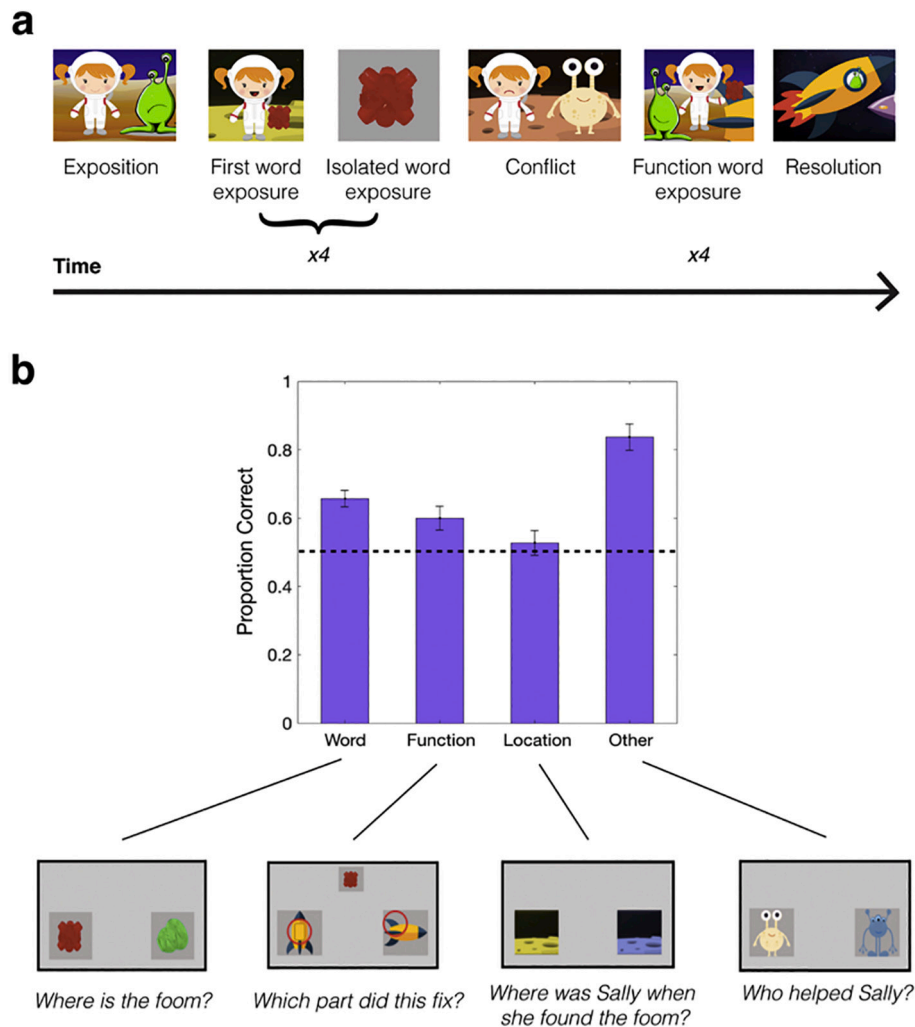 a
Exposition
First word
exposure
Isolated word
exposure
Conflict
Function word
exposure
Resolution
x4
x4
Time
b
1
0.8
0.6
0.4
0.2
0
Proportion Correct
Word
Function
Location
Other
Where is the foom?
Which part did this fix?
Where was Sally when
she found the foom?
Who helped Sally?